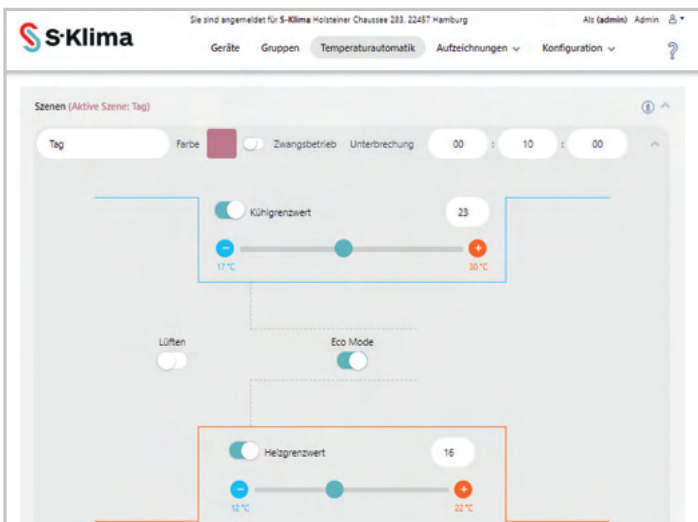 Sie sind angemeldet für S-Klima Holsteiner Chaussee 283, 22457 Hamburg Als (admin) Admin
S·Klima
Geräte Gruppen Temperaturautomatik Aufzeichnungen Konfiguration ?
Szenen (Aktive Szene: Tag)
Tag Farbe Zwangsbetrieb Unterbrechung 00 : 10 : 00
Kühlgrenzwert 23
17 °C 30 °C
Lüften Eco Mode
Heizgrenzwert 16
12 °C 22 °C